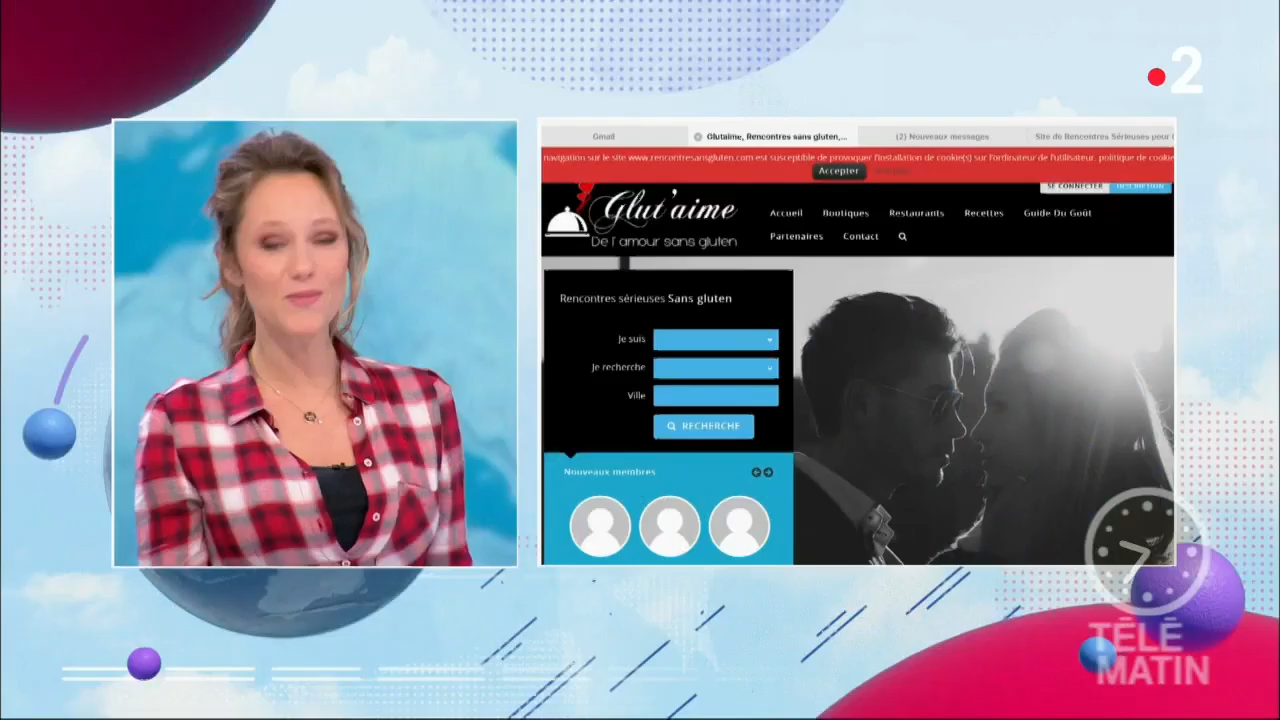 2
Gmail
Glutaime, Rencontres sans gluten,...
(2) Nouveaux messages
Site de Rencontres Sérieuses pour
navigation sur le site www.rencontresansgluten.com est susceptible de provoquer l'installation de cookie(s) sur l'ordinateur de l'utilisateur. politique de cookie
Accepter
SE CONNECTER
INSCRIPTION
Glut'aime
De l'amour sans gluten
Accueil
Boutiques
Restaurants
Recettes
Guide Du Goût
Partenaires
Contact
Rencontres sérieuses Sans gluten
Je suis
Je recherche
Ville
RECHERCHE
Nouveaux membres
TÉLÉ
MATIN